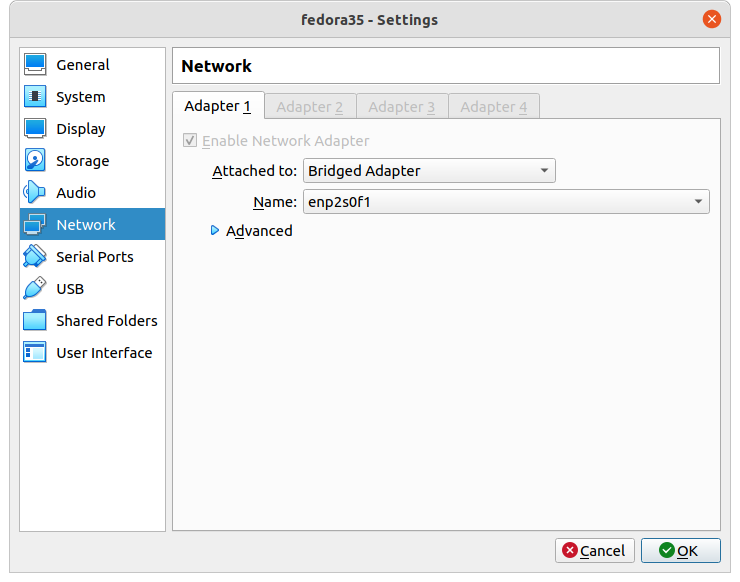 fedora35 - Settings
General
System
Display
Storage
Audio
Network
Serial Ports
USB
Shared Folders
User Interface
Network
Adapter 1 Adapter 2 Adapter 3 Adapter 4
Enable Network Adapter
Attached to: Bridged Adapter
Name: enp2s0f1
Advanced
Cancel OK